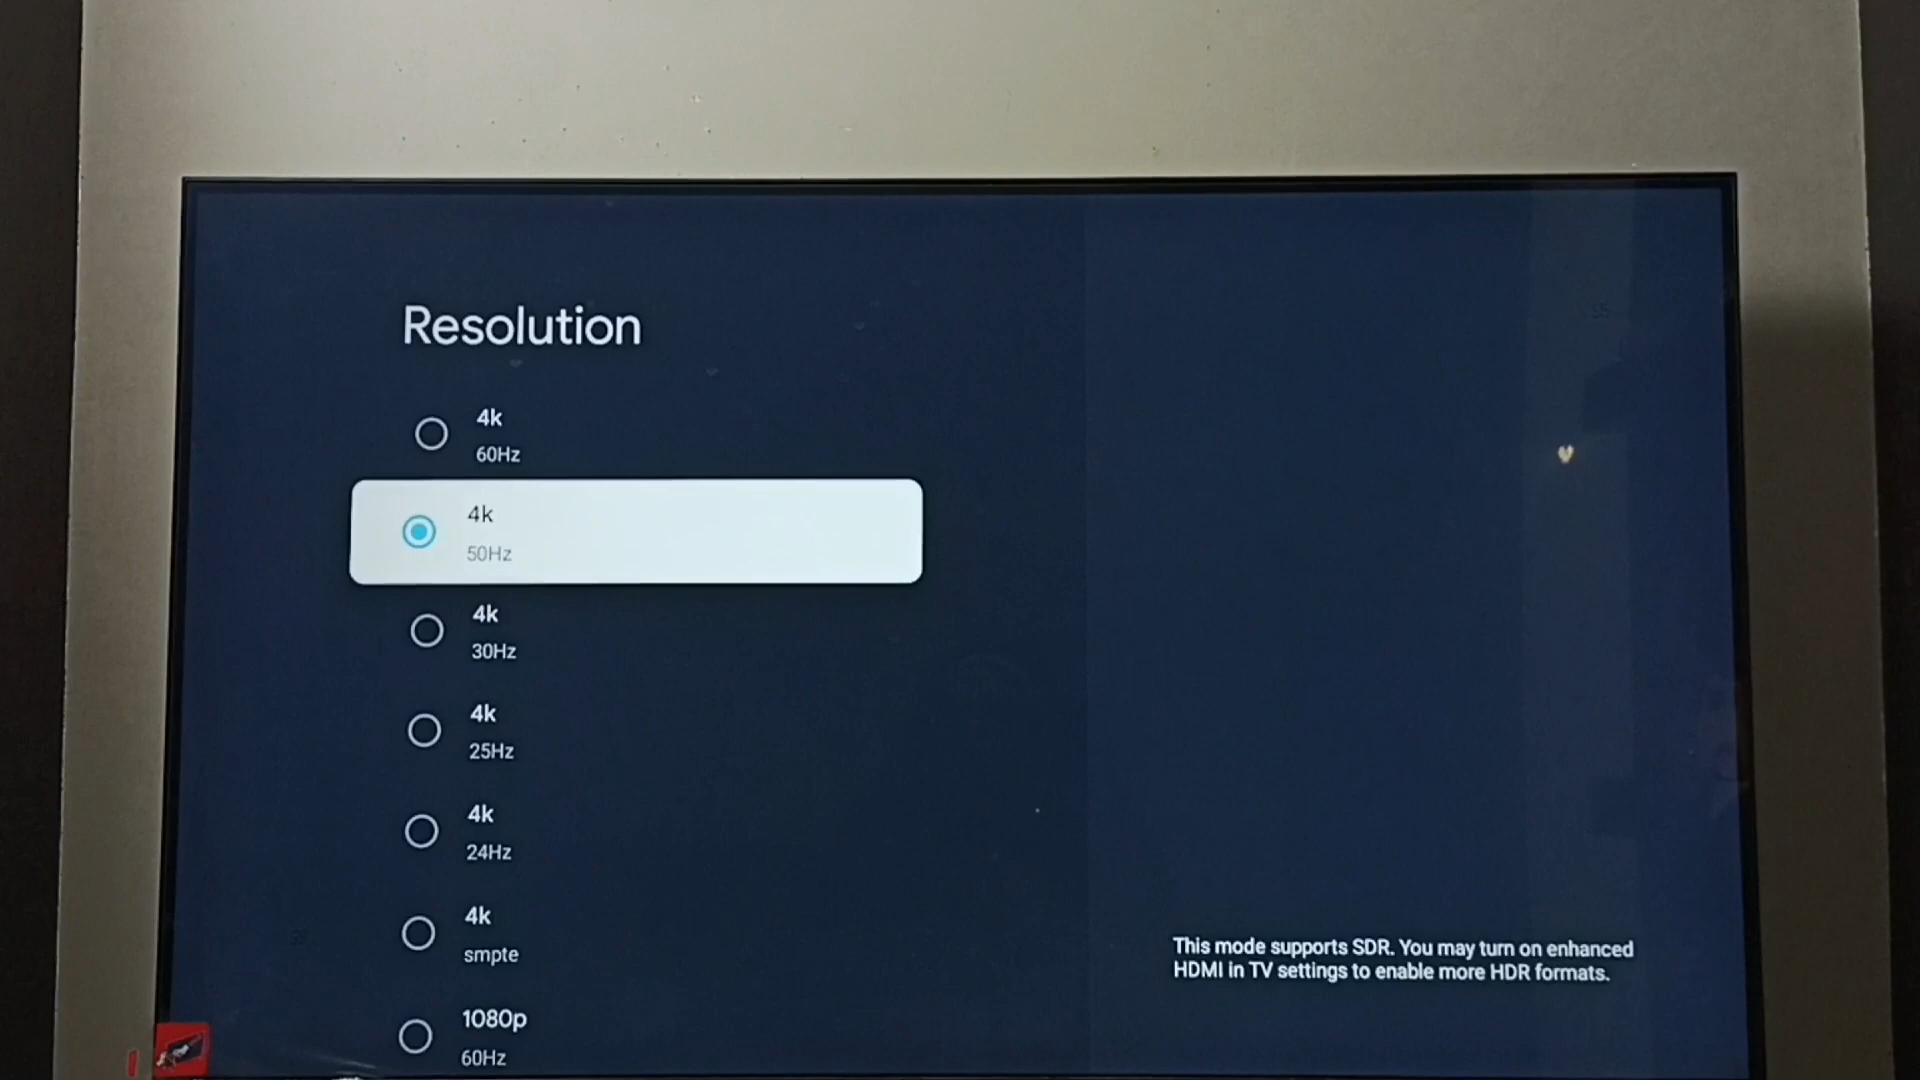 Resolution
4k
60Hz
4k
50Hz
4k
30Hz
4k
25Hz
4k
24Hz
4k
smpte
1080p
60Hz
This mode supports SDR. You may turn on enhanced
HDMI in TV settings to enable more HDR formats.